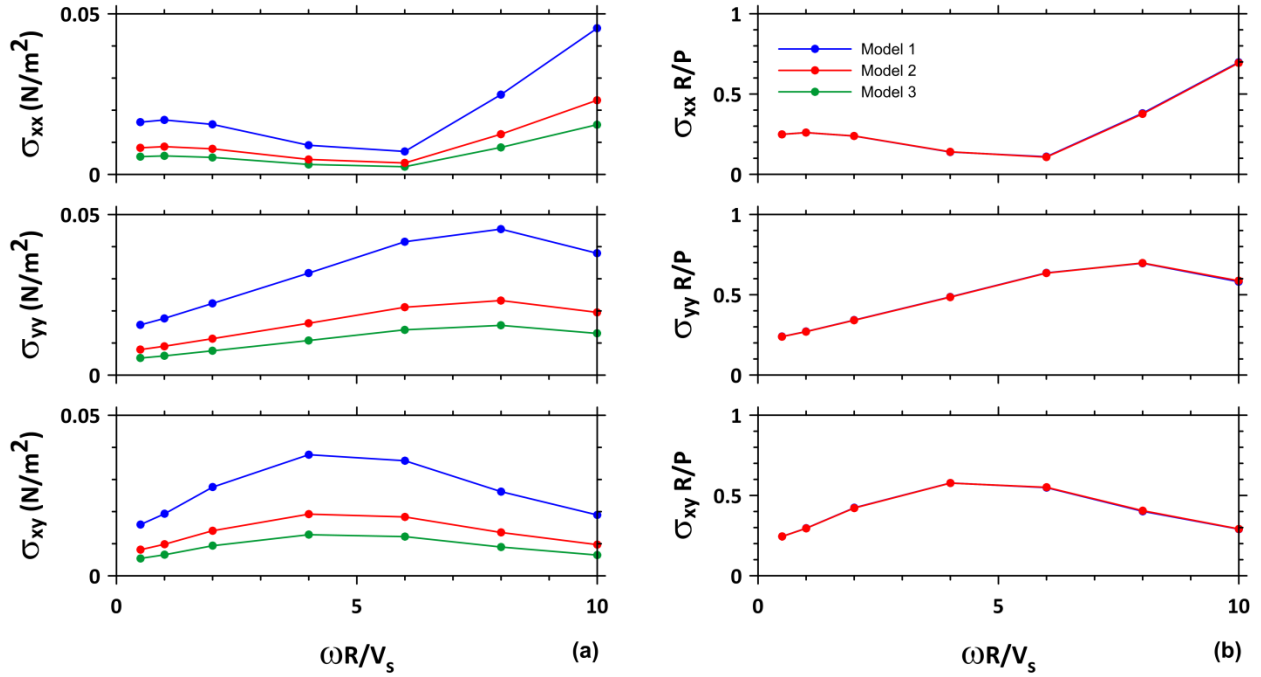 0.05
σxx (N/m²)
0
0.05
σyy (N/m²)
0
0.05
σxy (N/m²)
0
0 5 10
ωR/Vs (a)
1
σxx R/P
0.5
0
Model 1
Model 2
Model 3
1
σyy R/P
0.5
0
1
σxy R/P
0.5
0
0 5 10
ωR/Vs (b)